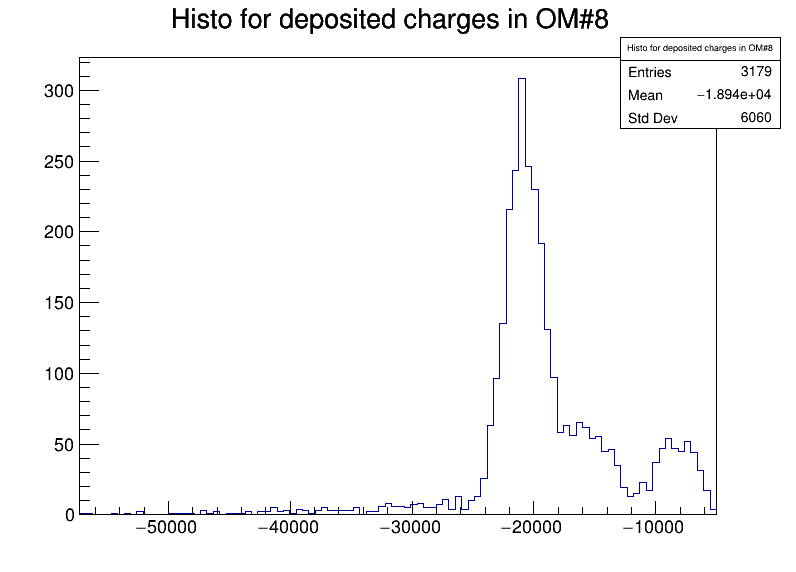 Histo for deposited charges in OM#8
Histo for deposited charges in OM#8
Entries 3179
Mean −1.894e+04
Std Dev 6060
300
250
200
150
100
50
0
−50000 −40000 −30000 −20000 −10000